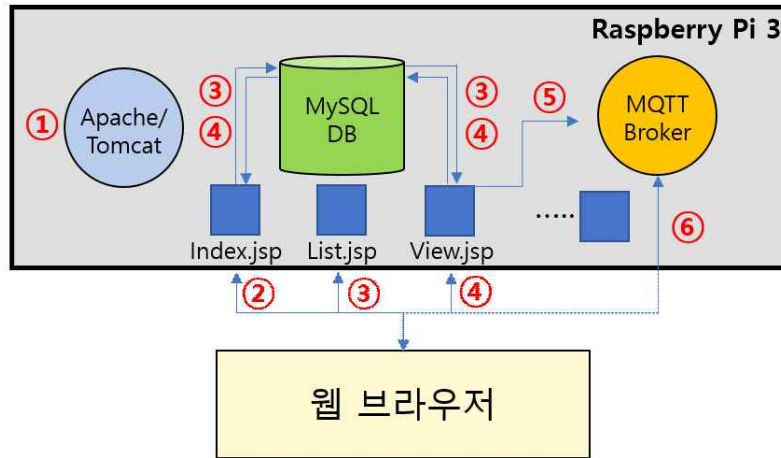 Raspberry Pi 3
①
Apache/
Tomcat
③
④
MySQL
DB
③
④
⑤
MQTT
Broker
Index.jsp
List.jsp
View.jsp
.....
⑥
②
③
④
웹 브라우저